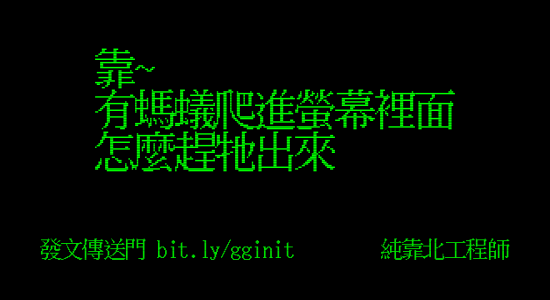 靠~
有螞蟻爬進螢幕裡面
怎麼趕牠出來
發文傳送門 bit.ly/gginit
純靠北工程師